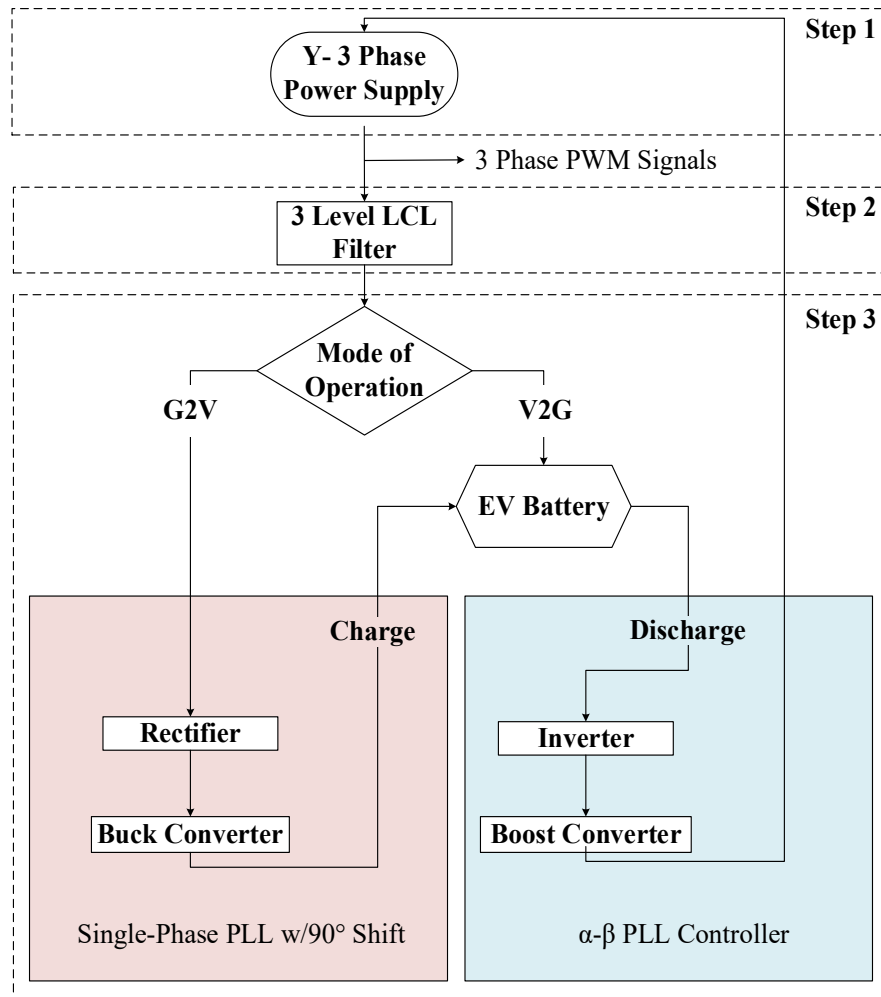 Step 1
Y- 3 Phase
Power Supply
3 Phase PWM Signals
Step 2
3 Level LCL
Filter
Step 3
Mode of
Operation
G2V
V2G
EV Battery
Charge
Discharge
Rectifier
Inverter
Buck Converter
Boost Converter
Single-Phase PLL w/90° Shift
α-β PLL Controller